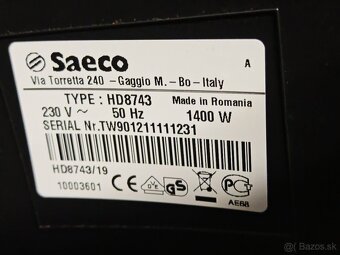 Saeco
A
Via Torretta 240 - Gaggio M. - Bo - Italy
TYPE : HD8743 Made in Romania
230 V ~ 50 Hz 1400 W
SERIAL Nr.TW901211111231
HD8743/19
10003601
GS
AE68
bazos.sk